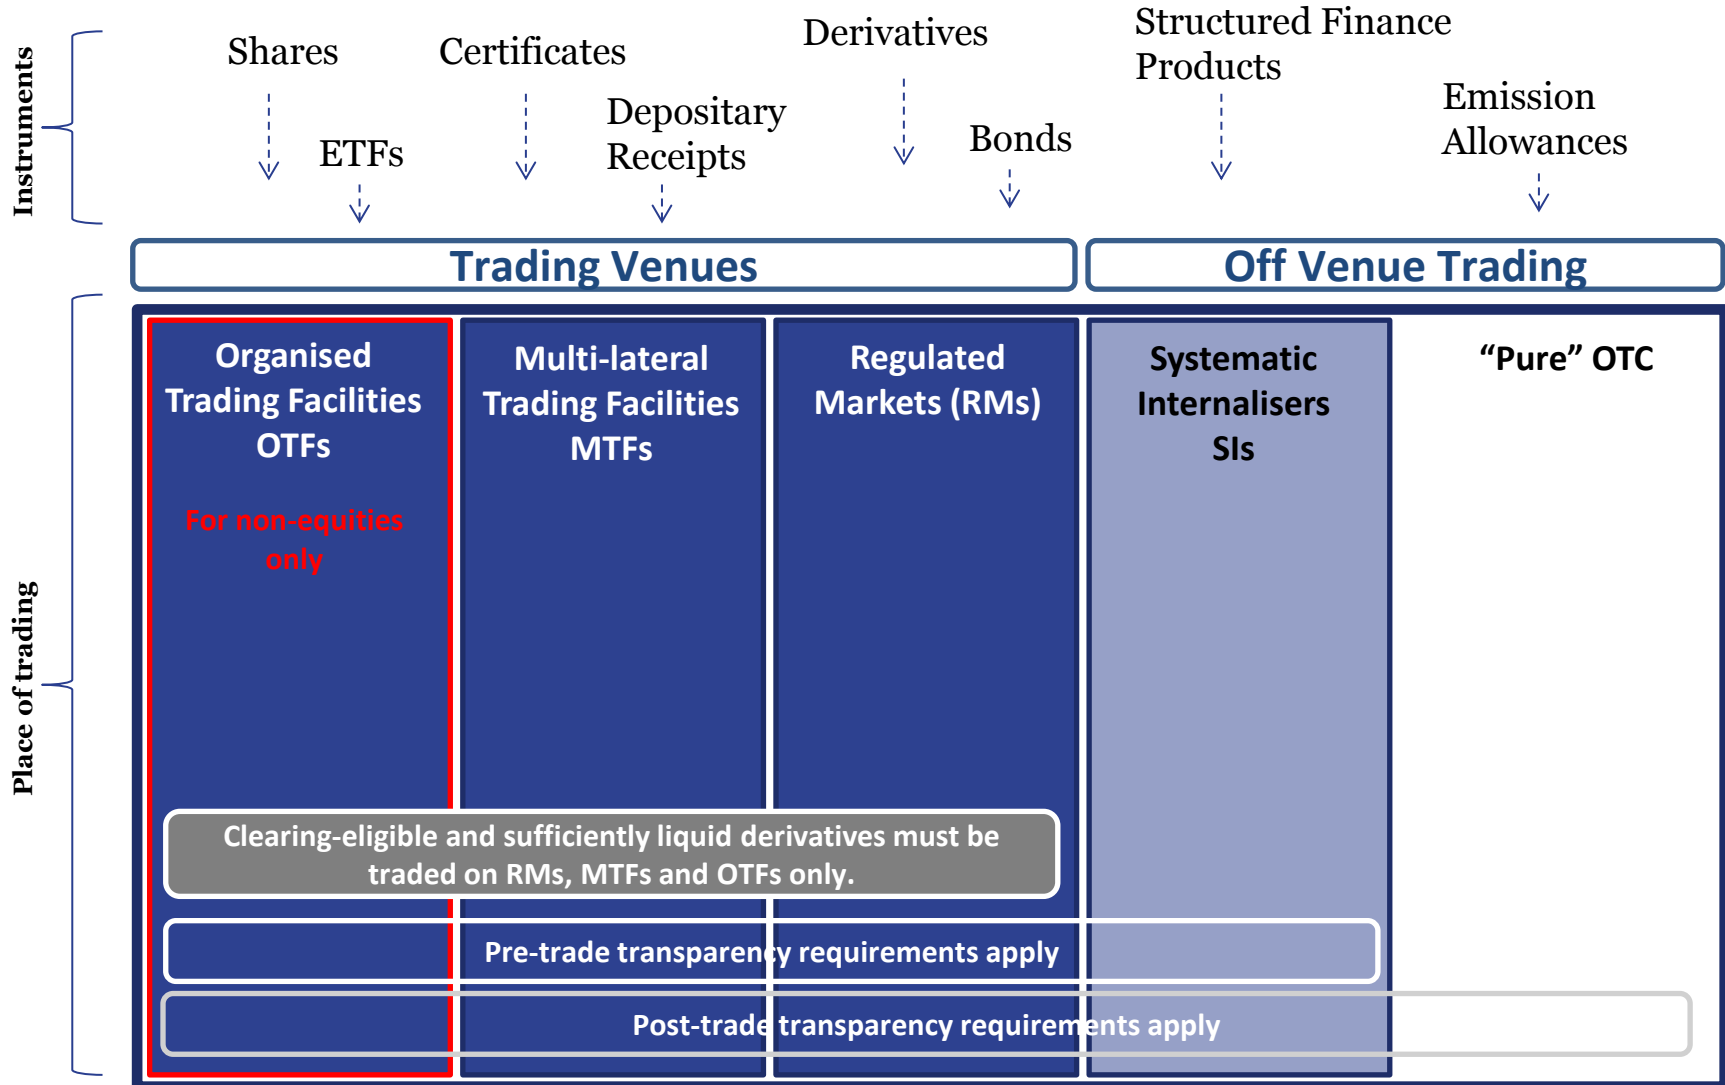 Instruments
Shares
Certificates
Derivatives
Structured Finance
Products
ETFs
Depositary
Receipts
Bonds
Emission
Allowances
Trading Venues
Off Venue Trading
Place of trading
Organised
Trading Facilities
OTFs
For non-equities
only
Multi-lateral
Trading Facilities
MTFs
Regulated
Markets (RMs)
Systematic
Internalisers
SIs
“Pure” OTC
Clearing-eligible and sufficiently liquid derivatives must be
traded on RMs, MTFs and OTFs only.
Pre-trade transparency requirements apply
Post-trade transparency requirements apply